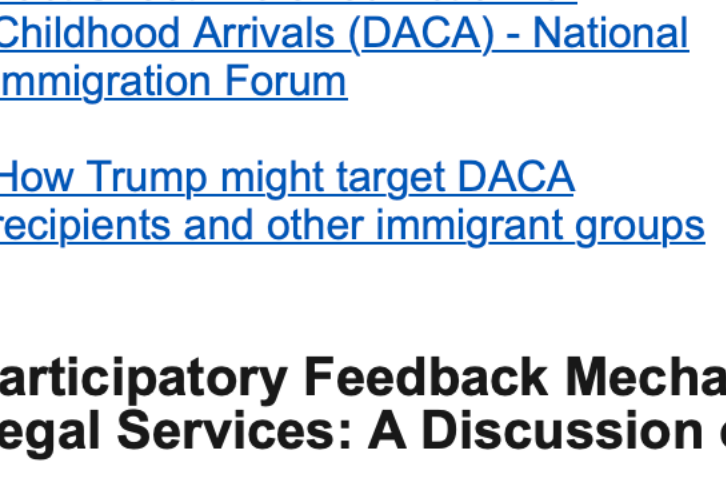 Childhood Arrivals (DACA) - National
Immigration Forum
How Trump might target DACA
recipients and other immigrant groups
articipatory Feedback Mecha
egal Services: A Discussion